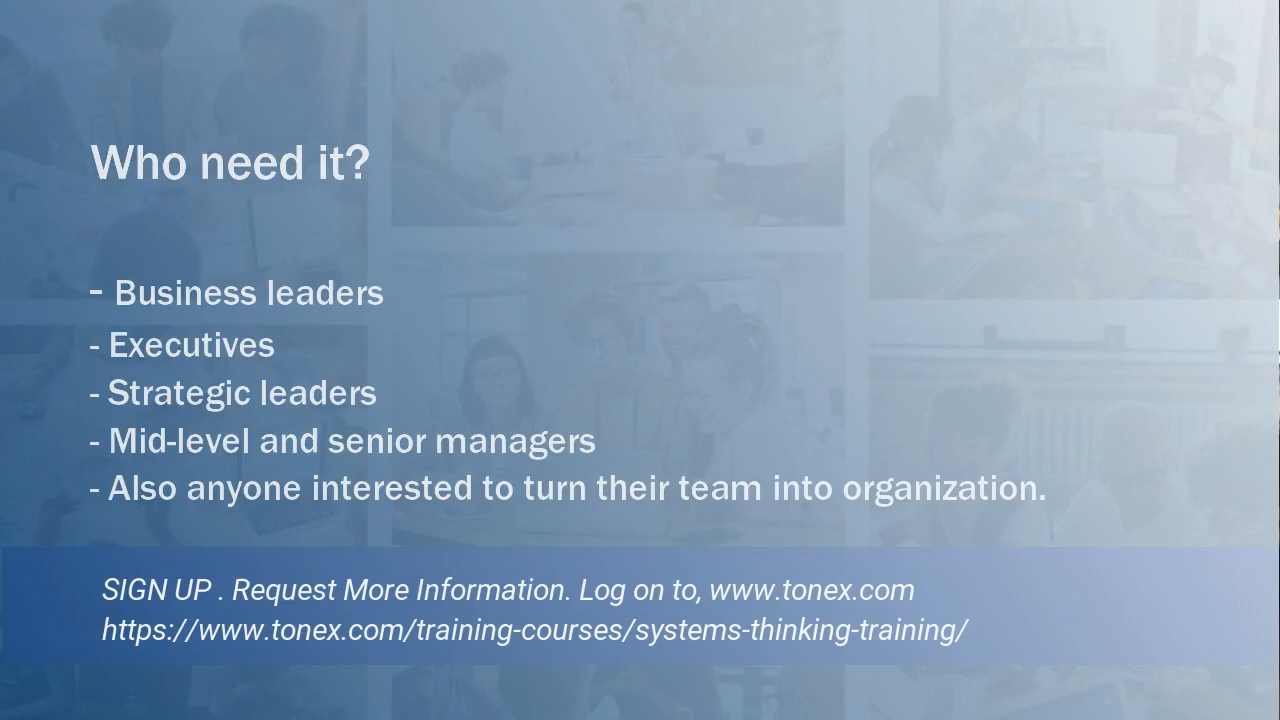 Who need it?
- Business leaders
- Executives
- Strategic leaders
- Mid-level and senior managers
- Also anyone interested to turn their team into organization.
SIGN UP . Request More Information. Log on to, www.tonex.com
https://www.tonex.com/training-courses/systems-thinking-training/